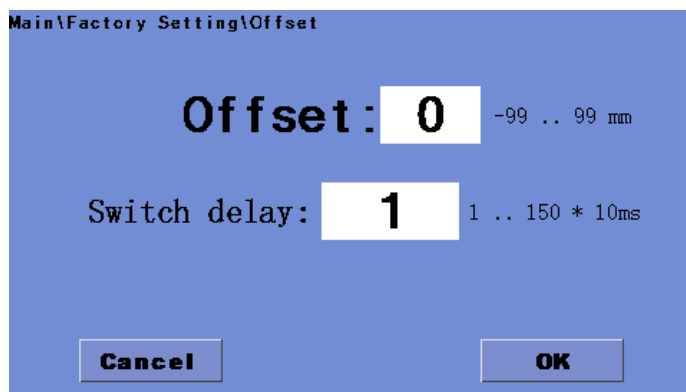 Main\Factory Setting\Offset
Offset: 0 -99 .. 99 mm
Switch delay: 1 1 .. 150 * 10ms
Cancel OK